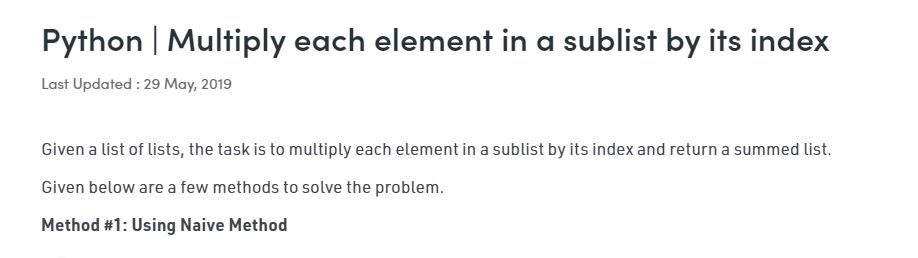 Python | Multiply each element in a sublist by its index
Last Updated : 29 May, 2019
Given a list of lists, the task is to multiply each element in a sublist by its index and return a summed list.
Given below are a few methods to solve the problem.
Method #1: Using Naive Method